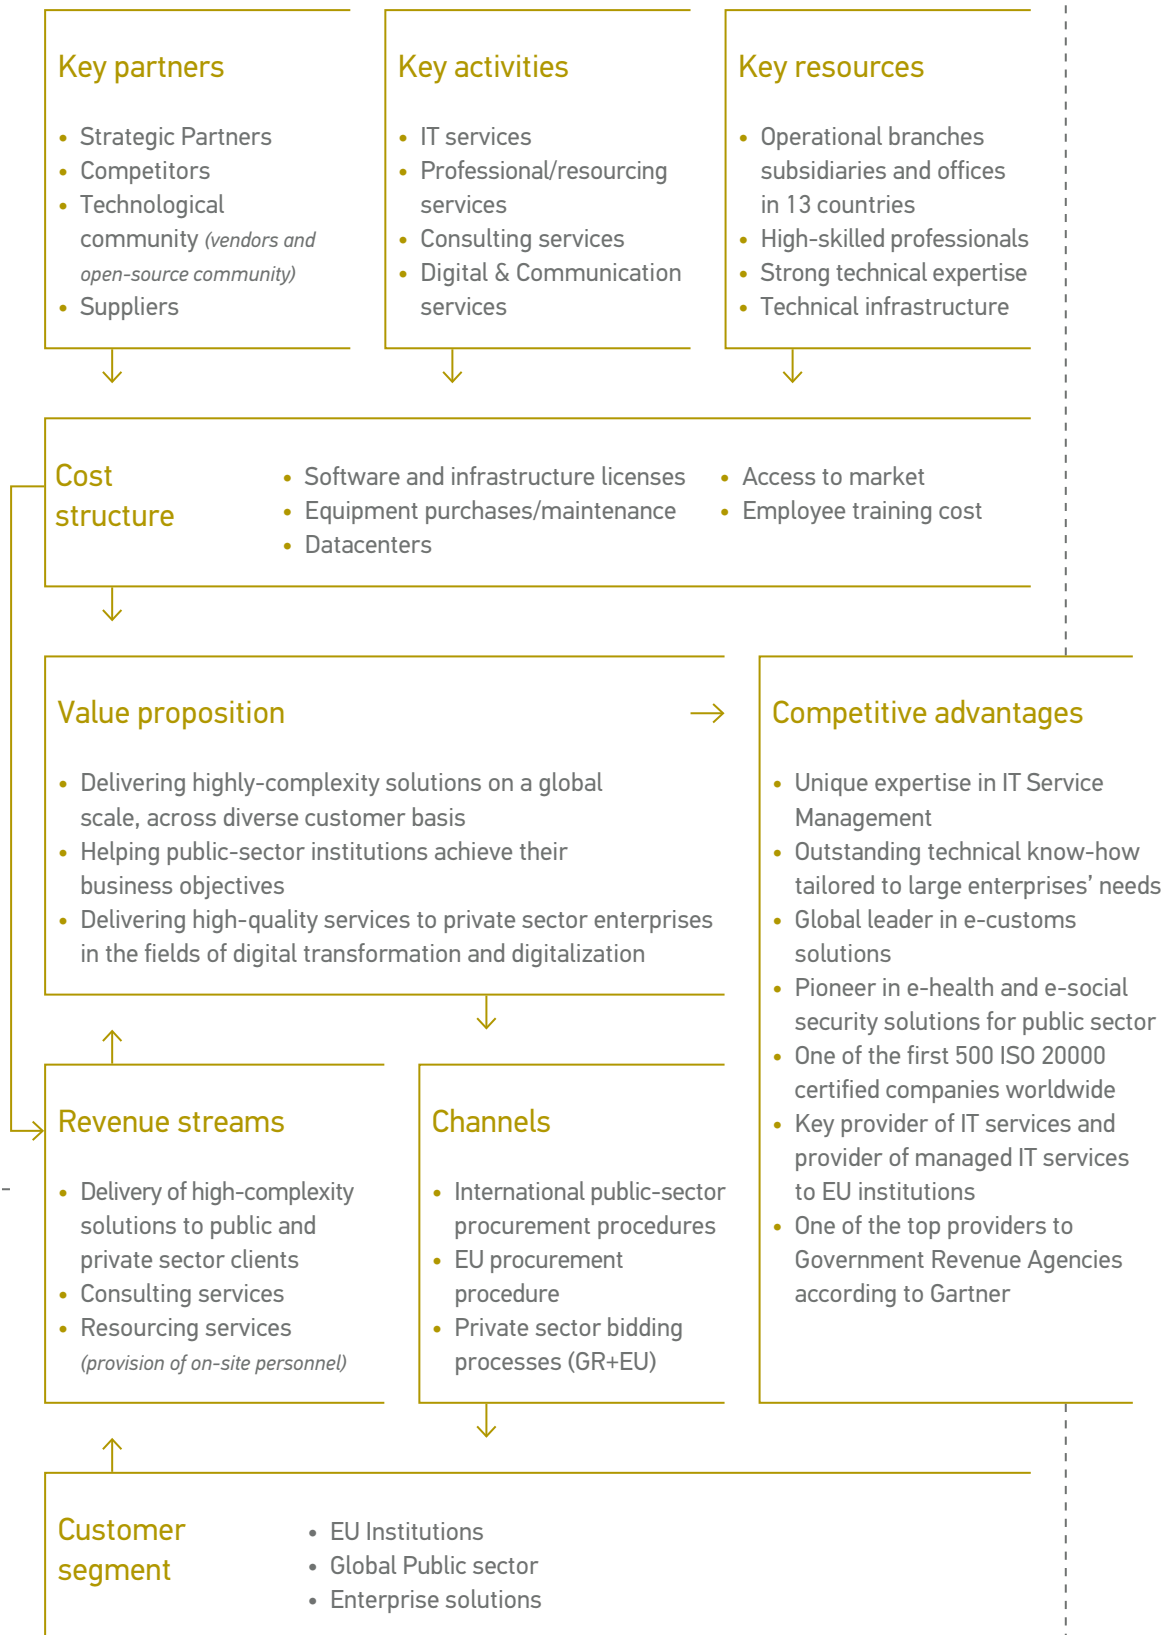 Key partners
• Strategic Partners
• Competitors
• Technological
community (vendors and
open-source community)
• Suppliers
Key activities
• IT services
• Professional/resourcing
services
• Consulting services
• Digital & Communication
services
Key resources
• Operational branches
subsidiaries and offices
in 13 countries
• High-skilled professionals
• Strong technical expertise
• Technical infrastructure
Cost
structure
• Software and infrastructure licenses
• Equipment purchases/maintenance
• Datacenters
• Access to market
• Employee training cost
Value proposition
• Delivering highly-complexity solutions on a global
scale, across diverse customer basis
• Helping public-sector institutions achieve their
business objectives
• Delivering high-quality services to private sector enterprises
in the fields of digital transformation and digitalization
Competitive advantages
• Unique expertise in IT Service
Management
• Outstanding technical know-how
tailored to large enterprises’ needs
• Global leader in e-customs
solutions
• Pioneer in e-health and e-social
security solutions for public sector
• One of the first 500 ISO 20000
certified companies worldwide
• Key provider of IT services and
provider of managed IT services
to EU institutions
• One of the top providers to
Government Revenue Agencies
according to Gartner
Revenue streams
• Delivery of high-complexity
solutions to public and
private sector clients
• Consulting services
• Resourcing services
(provision of on-site personnel)
Channels
• International public-sector
procurement procedures
• EU procurement
procedure
• Private sector bidding
processes (GR+EU)
Customer
segment
• EU Institutions
• Global Public sector
• Enterprise solutions